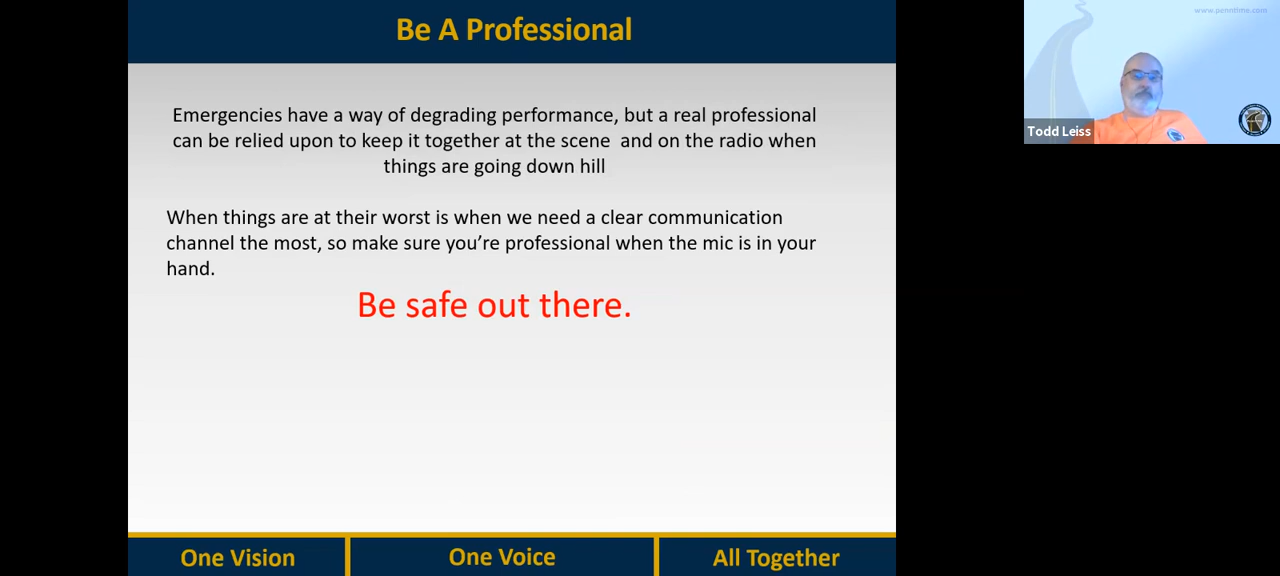 Be A Professional
www.penntime.com
Todd Leiss
Emergencies have a way of degrading performance, but a real professional
can be relied upon to keep it together at the scene and on the radio when
things are going down hill
When things are at their worst is when we need a clear communication
channel the most, so make sure you’re professional when the mic is in your
hand.
Be safe out there.
One Vision
One Voice
All Together